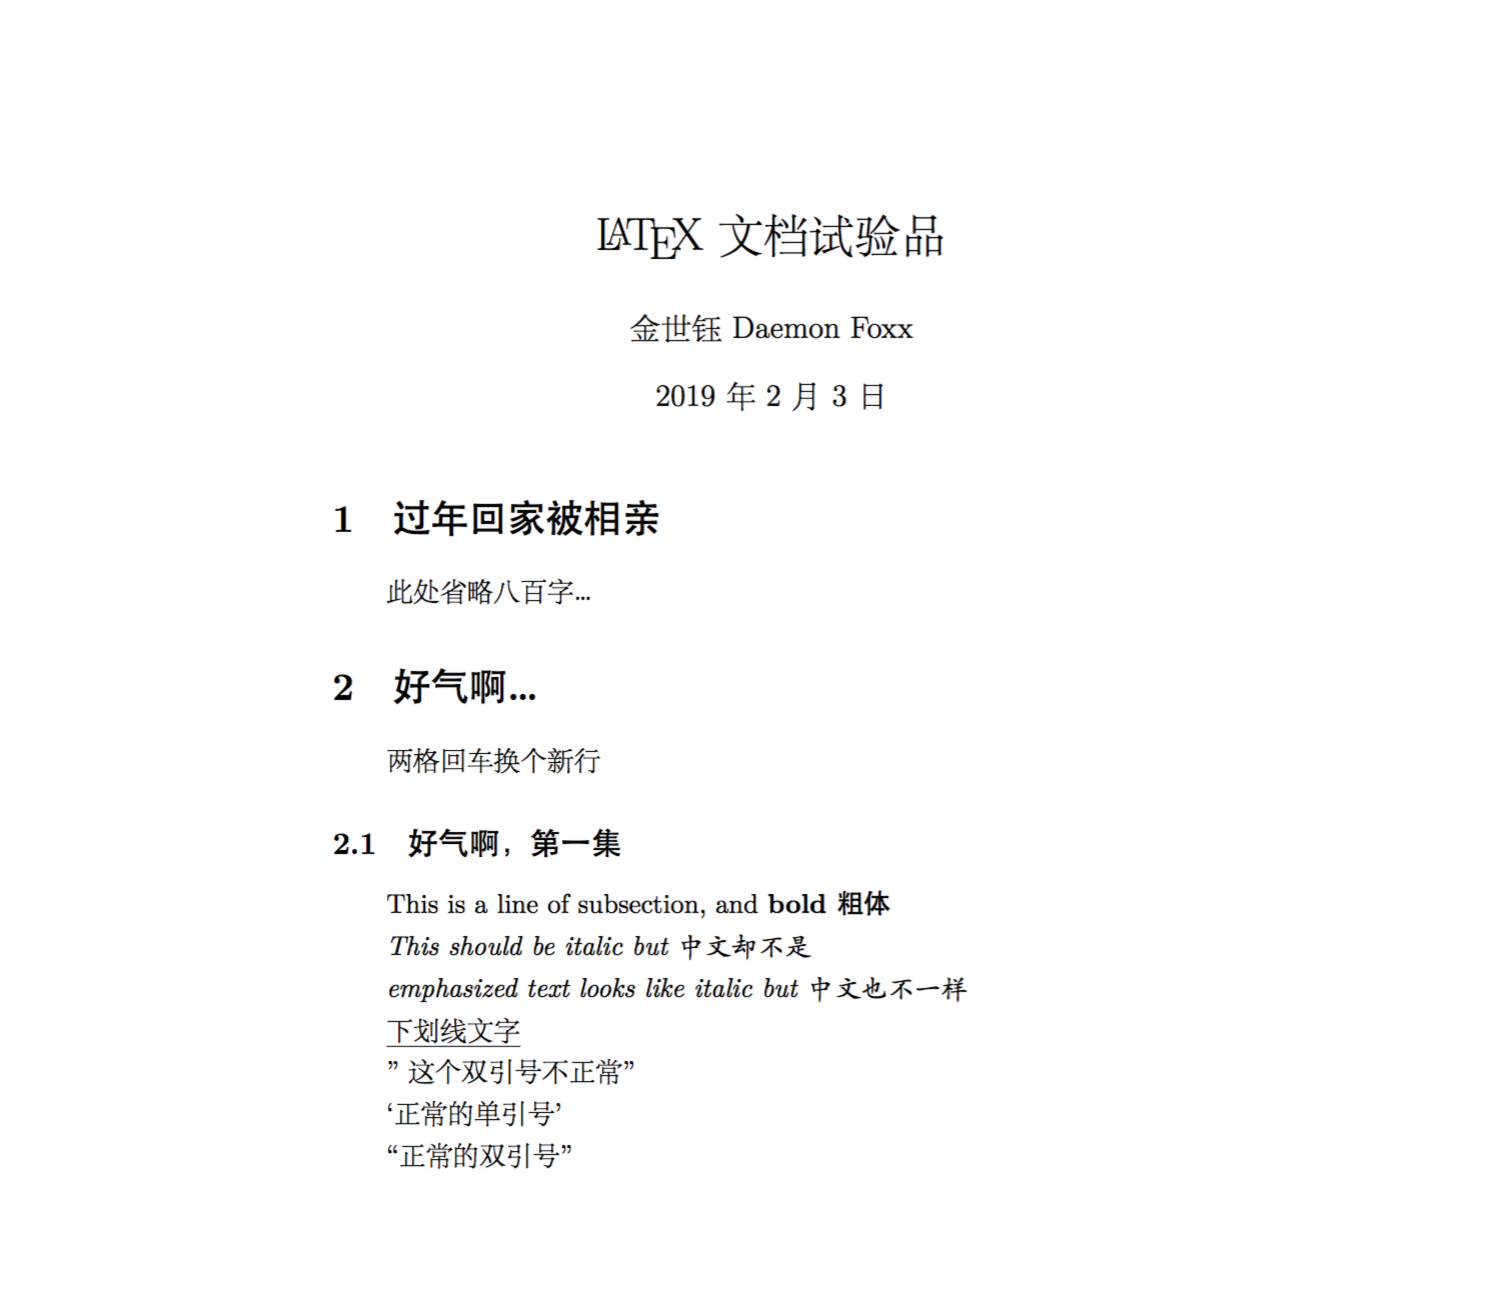 LATEX 文档试验品
金世钰 Daemon Foxx
2019 年 2 月 3 日
1 过年回家被相亲
此处省略八百字...
2 好气啊...
两格回车换个新行
2.1 好气啊，第一集
This is a line of subsection, and bold 粗体
This should be italic but 中文却不是
emphasized text looks like italic but 中文也不一样
下划线文字
” 这个双引号不正常”
‘正常的单引号’
“正常的双引号”